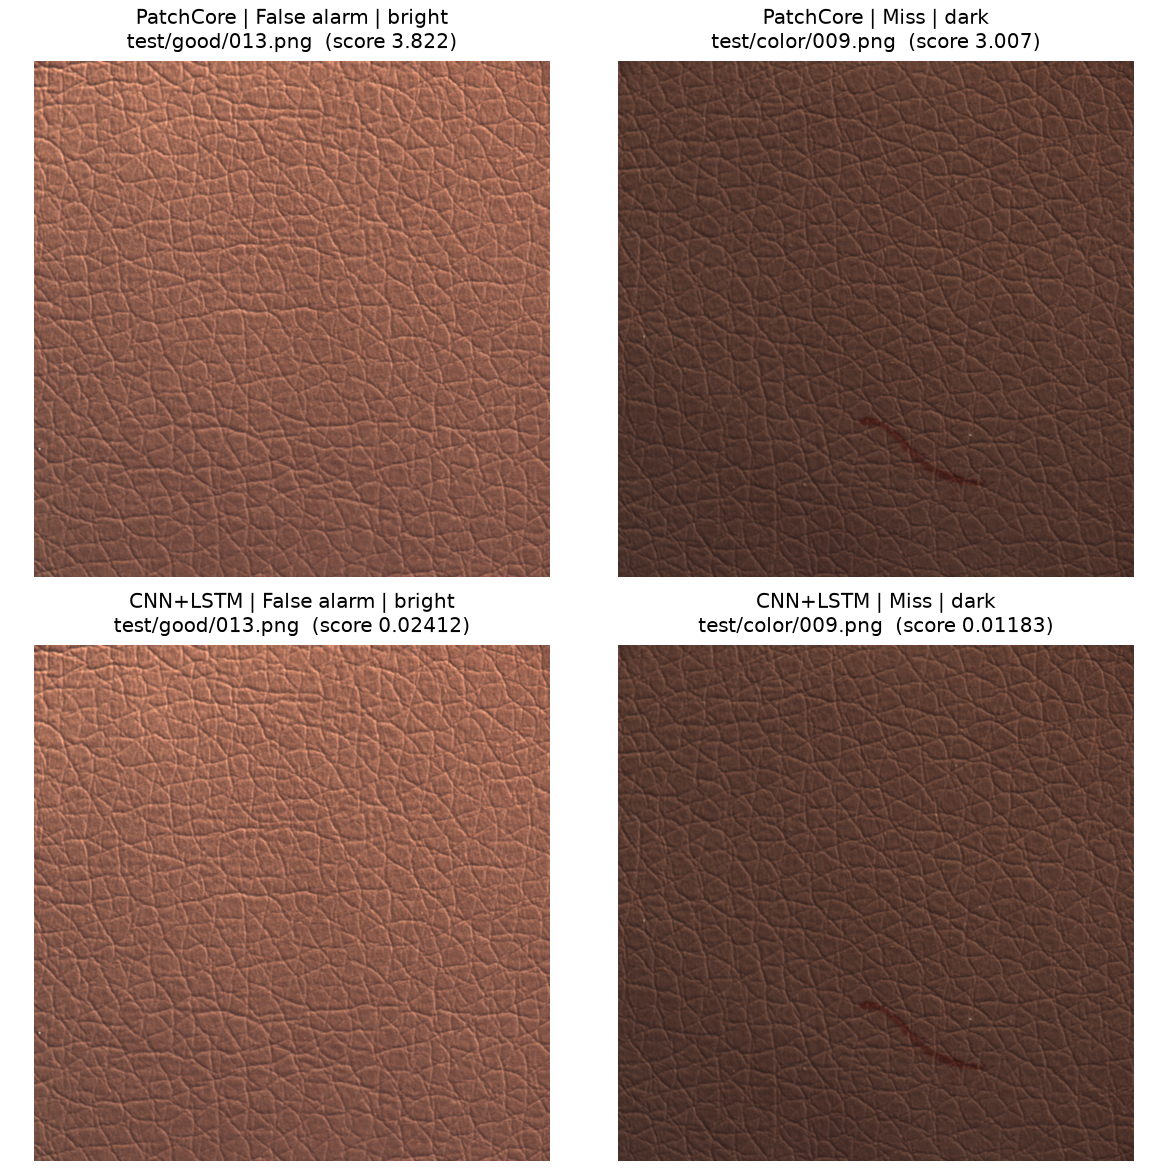 PatchCore | False alarm | bright
test/good/013.png  (score 3.822)
PatchCore | Miss | dark
test/color/009.png  (score 3.007)
CNN+LSTM | False alarm | bright
test/good/013.png  (score 0.02412)
CNN+LSTM | Miss | dark
test/color/009.png  (score 0.01183)